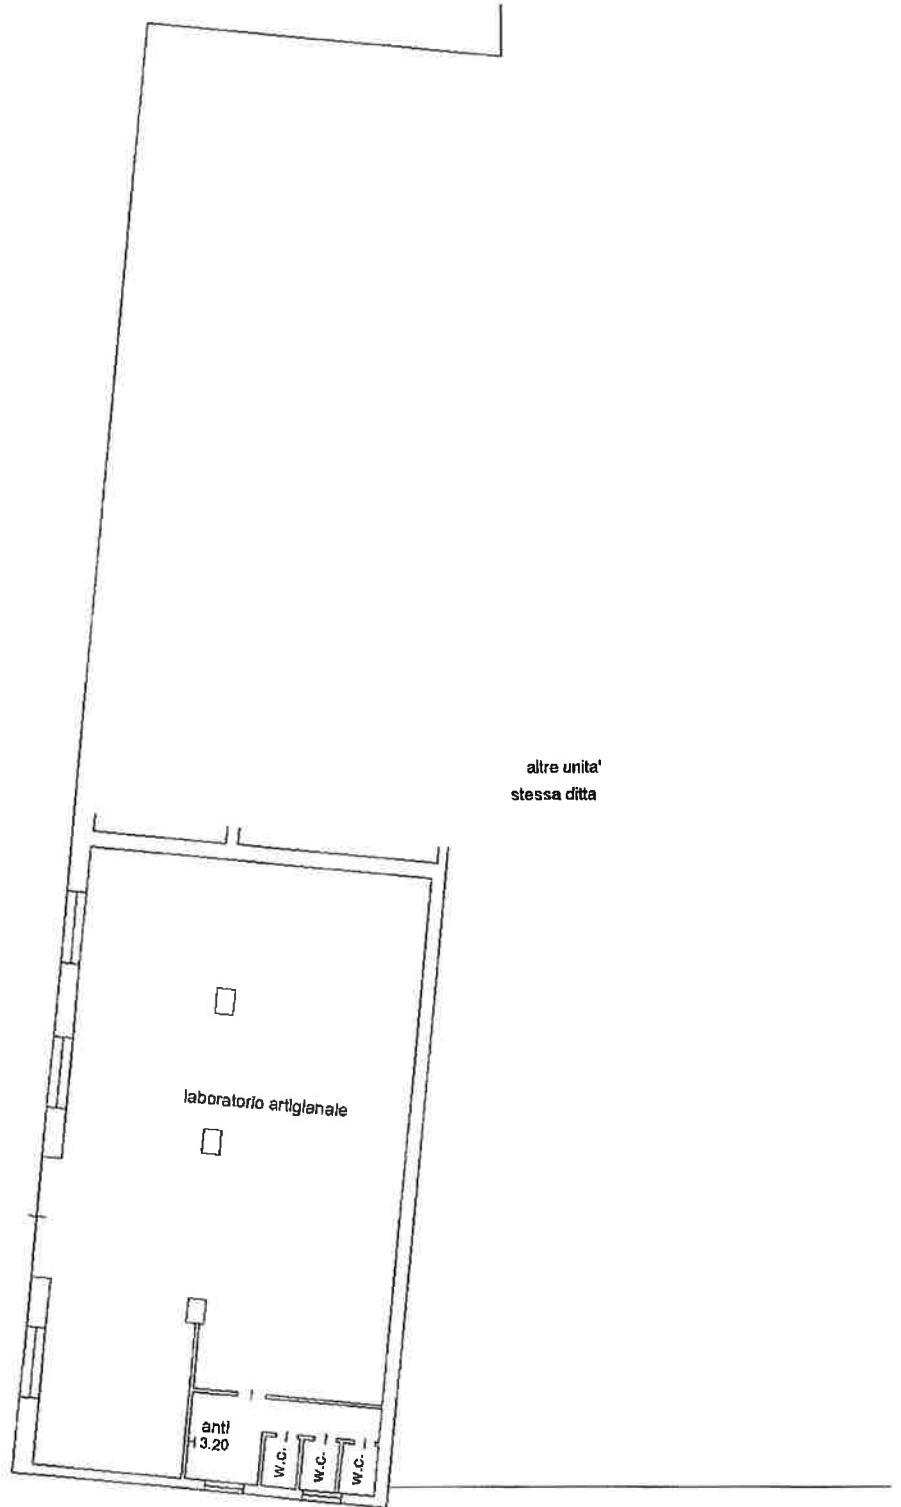 altre unita'
stessa ditta
laboratorio artigianale
anti
H 3.20
w.c.
w.c.
w.c.